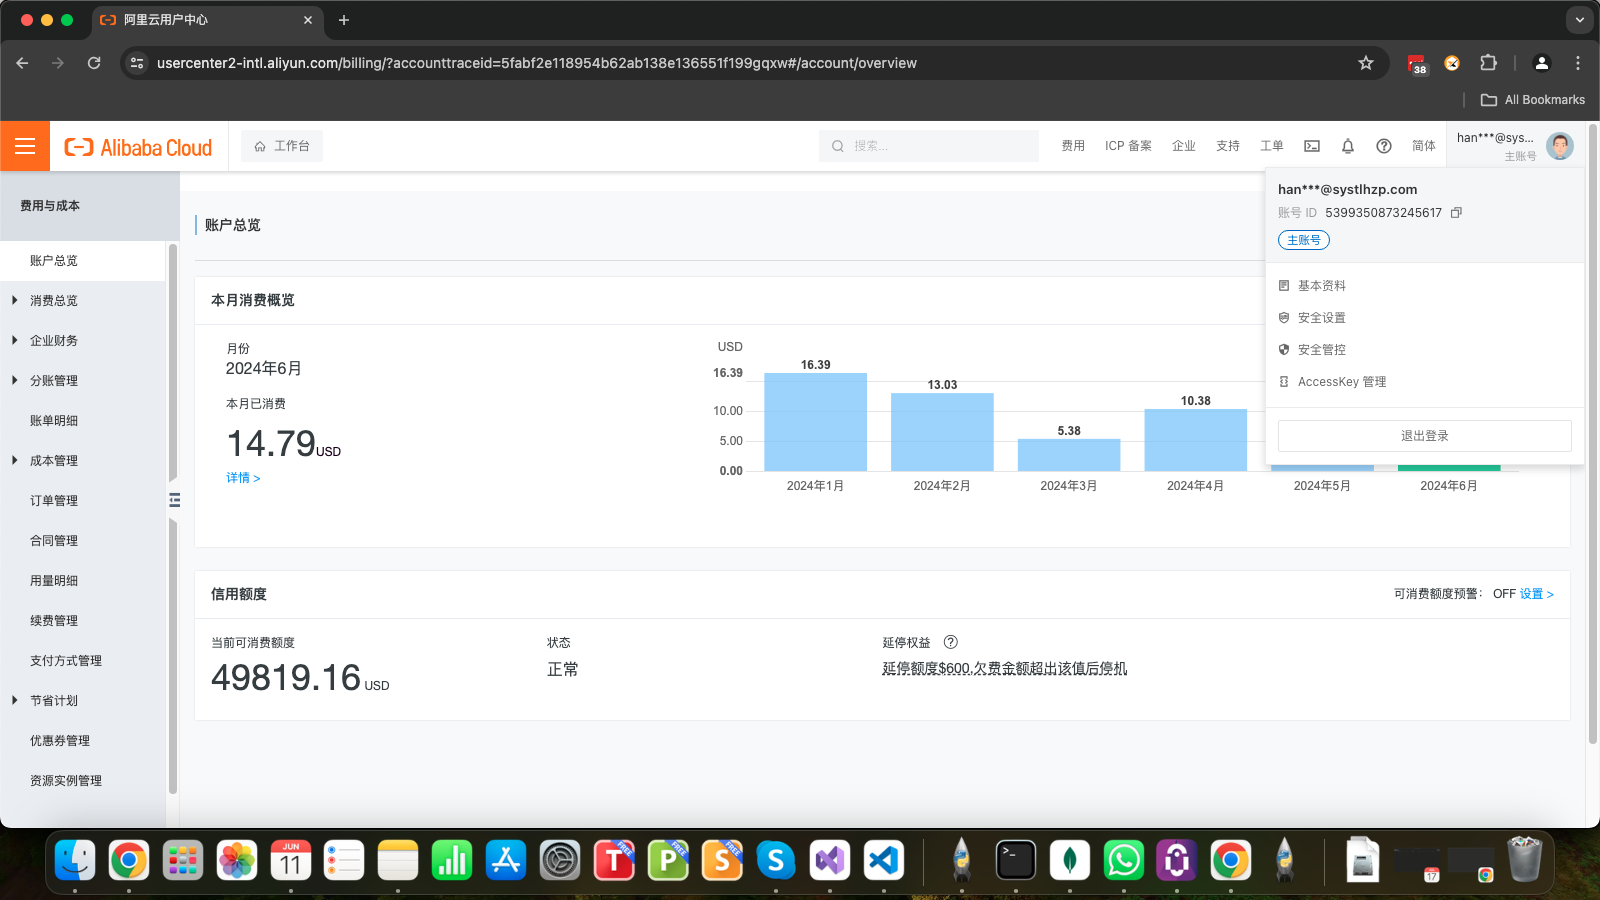 阿里云用户中心
usercenter2-intl.aliyun.com/billing/?accounttraceid=5fabf2e118954b62ab138e136551f199gqxw#/account/overview
38
All Bookmarks
Alibaba Cloud
工作台
搜索...
费用
ICP 备案
企业
支持
工单
简体
han***@sys...
主账号
han***@systlhzp.com
账号 ID 5399350873245617
主账号
基本资料
安全设置
安全管控
AccessKey 管理
退出登录
费用与成本
账户总览
消费总览
企业财务
分账管理
账单明细
成本管理
订单管理
合同管理
用量明细
续费管理
支付方式管理
节省计划
优惠券管理
资源实例管理
账户总览
本月消费概览
月份
2024年6月
本月已消费
14.79USD
详情 >
USD
16.39
10.00
5.00
0.00
16.39
13.03
5.38
10.38
2024年1月
2024年2月
2024年3月
2024年4月
2024年5月
2024年6月
信用额度
可消费额度预警： OFF 设置 >
当前可消费额度
49819.16 USD
状态
正常
延停权益
延停额度$600,欠费金额超出该值后停机
JUN
11
T
FREE
P
FREE
S
FREE
S
17